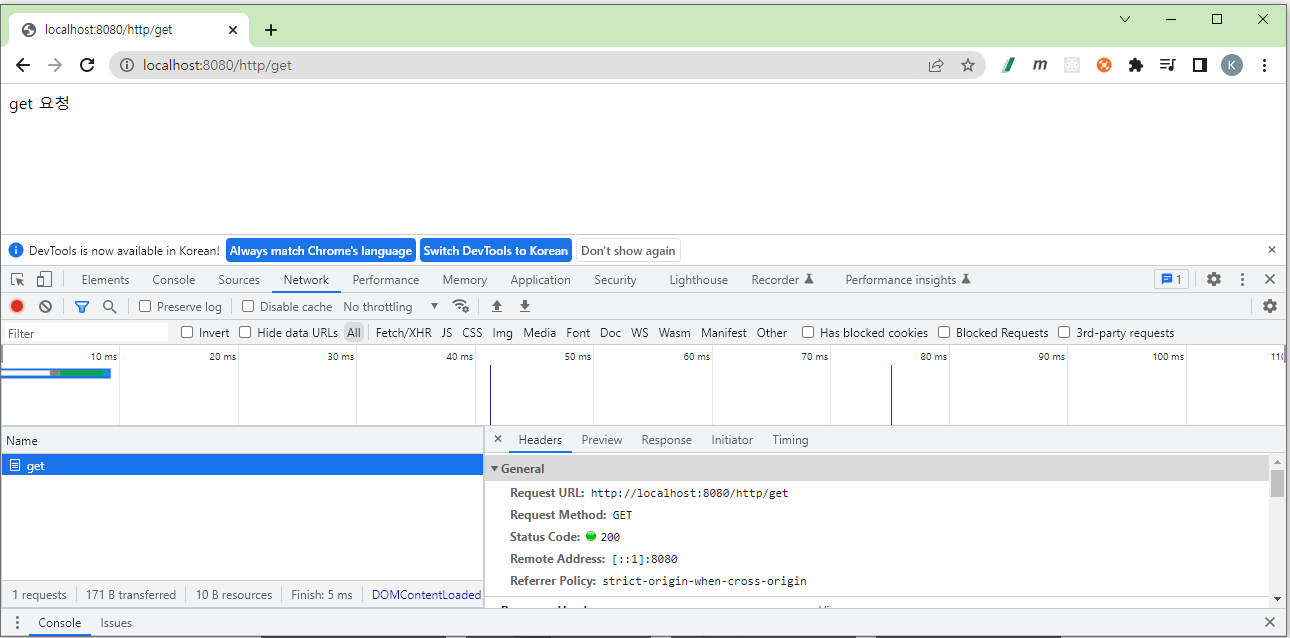 localhost:8080/http/get
localhost:8080/http/get
K
get 요청
DevTools is now available in Korean! Always match Chrome's language Switch DevTools to Korean Don't show again
Elements Console Sources Network Performance Memory Application Security Lighthouse Recorder Performance insights 1
Preserve log Disable cache No throttling
Filter Invert Hide data URLs All Fetch/XHR JS CSS Img Media Font Doc WS Wasm Manifest Other Has blocked cookies Blocked Requests 3rd-party requests
10 ms 20 ms 30 ms 40 ms 50 ms 60 ms 70 ms 80 ms 90 ms 100 ms
Name
get
Headers Preview Response Initiator Timing
General
Request URL: http://localhost:8080/http/get
Request Method: GET
Status Code: 200
Remote Address: [::1]:8080
Referrer Policy: strict-origin-when-cross-origin
1 requests 171 B transferred 10 B resources Finish: 5 ms DOMContentLoaded
Console Issues